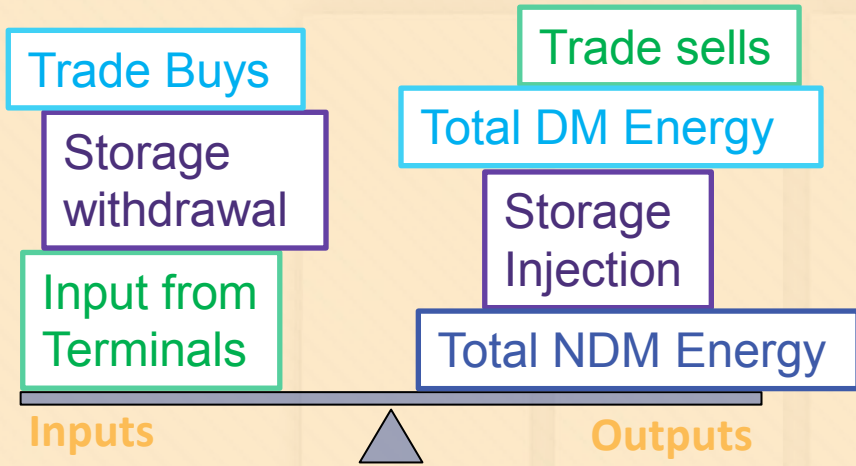 Trade Buys
Storage
withdrawal
Input from
Terminals
Inputs
Trade sells
Total DM Energy
Storage
Injection
Total NDM Energy
Outputs